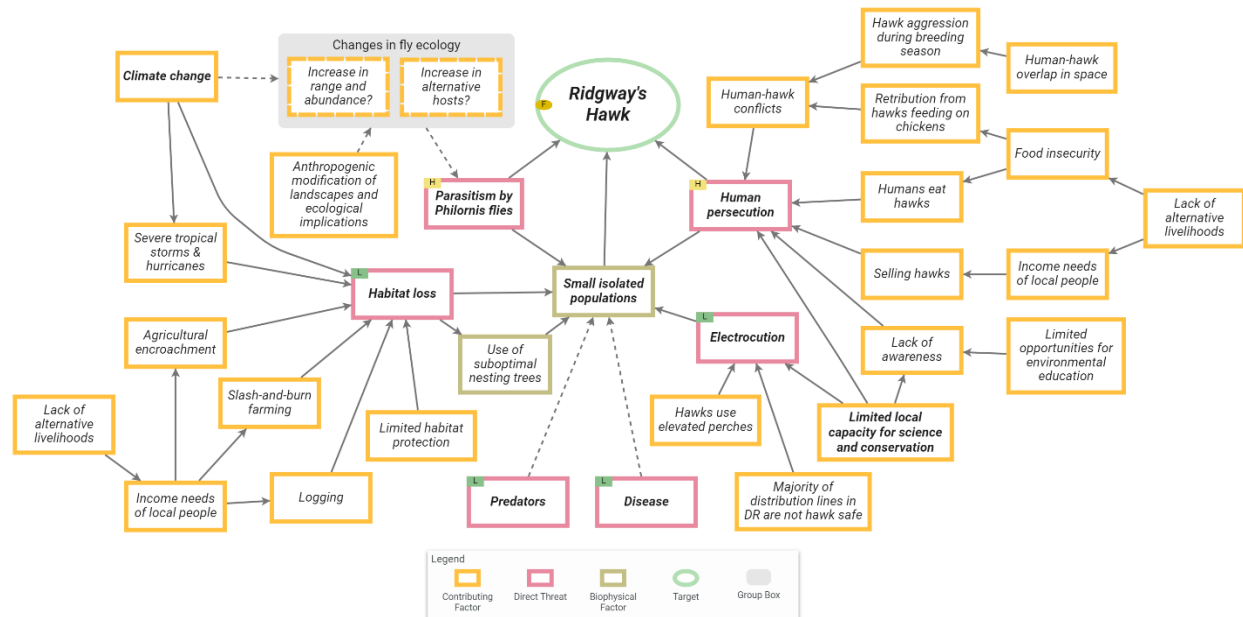 Changes in fly ecology
Climate change
Increase in
range and
abundance?
Increase in
alternative
hosts?
F
Ridgway's
Hawk
Hawk aggression
during breeding
season
Human-hawk
overlap in space
Human-hawk
conflicts
Retribution from
hawks feeding on
chickens
Food insecurity
Anthropogenic
modification of
landscapes and
ecological
implications
H
Parasitism by
Philornis flies
H
Human
persecution
Humans eat
hawks
Lack of
alternative
livelihoods
Severe tropical
storms &
hurricanes
L
Habitat loss
Small isolated
populations
Selling hawks
Income needs
of local people
Agricultural
encroachment
Use of
suboptimal
nesting trees
L
Electrocution
Lack of
awareness
Limited
opportunities for
environmental
education
Slash-and-burn
farming
Lack of
alternative
livelihoods
Limited habitat
protection
Hawks use
elevated perches
Limited local
capacity for science
and conservation
Income needs
of local people
Logging
L
Predators
L
Disease
Majority of
distribution lines in
DR are not hawk safe
Legend
Contributing
Factor
Direct Threat
Biophysical
Factor
Target
Group Box